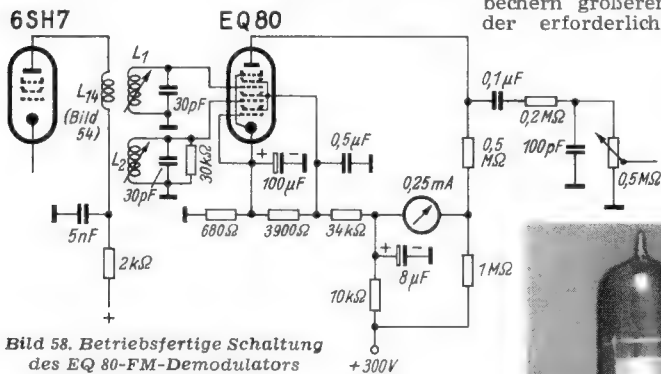 bechern größerer
der erforderlich
6SH7
EQ80
L14
(Bild
54)
L1
30pF
L2
30pF
30kΩ
5nF
2kΩ
+
+ −
100µF
0,5µF
680Ω
3900Ω
34kΩ
0,25mA
+ −
8µF
10kΩ
+300V
0,1µF
0,2MΩ
100pF
0,5MΩ
0,5
MΩ
1MΩ
Bild 58. Betriebsfertige Schaltung
des EQ 80-FM-Demodulators